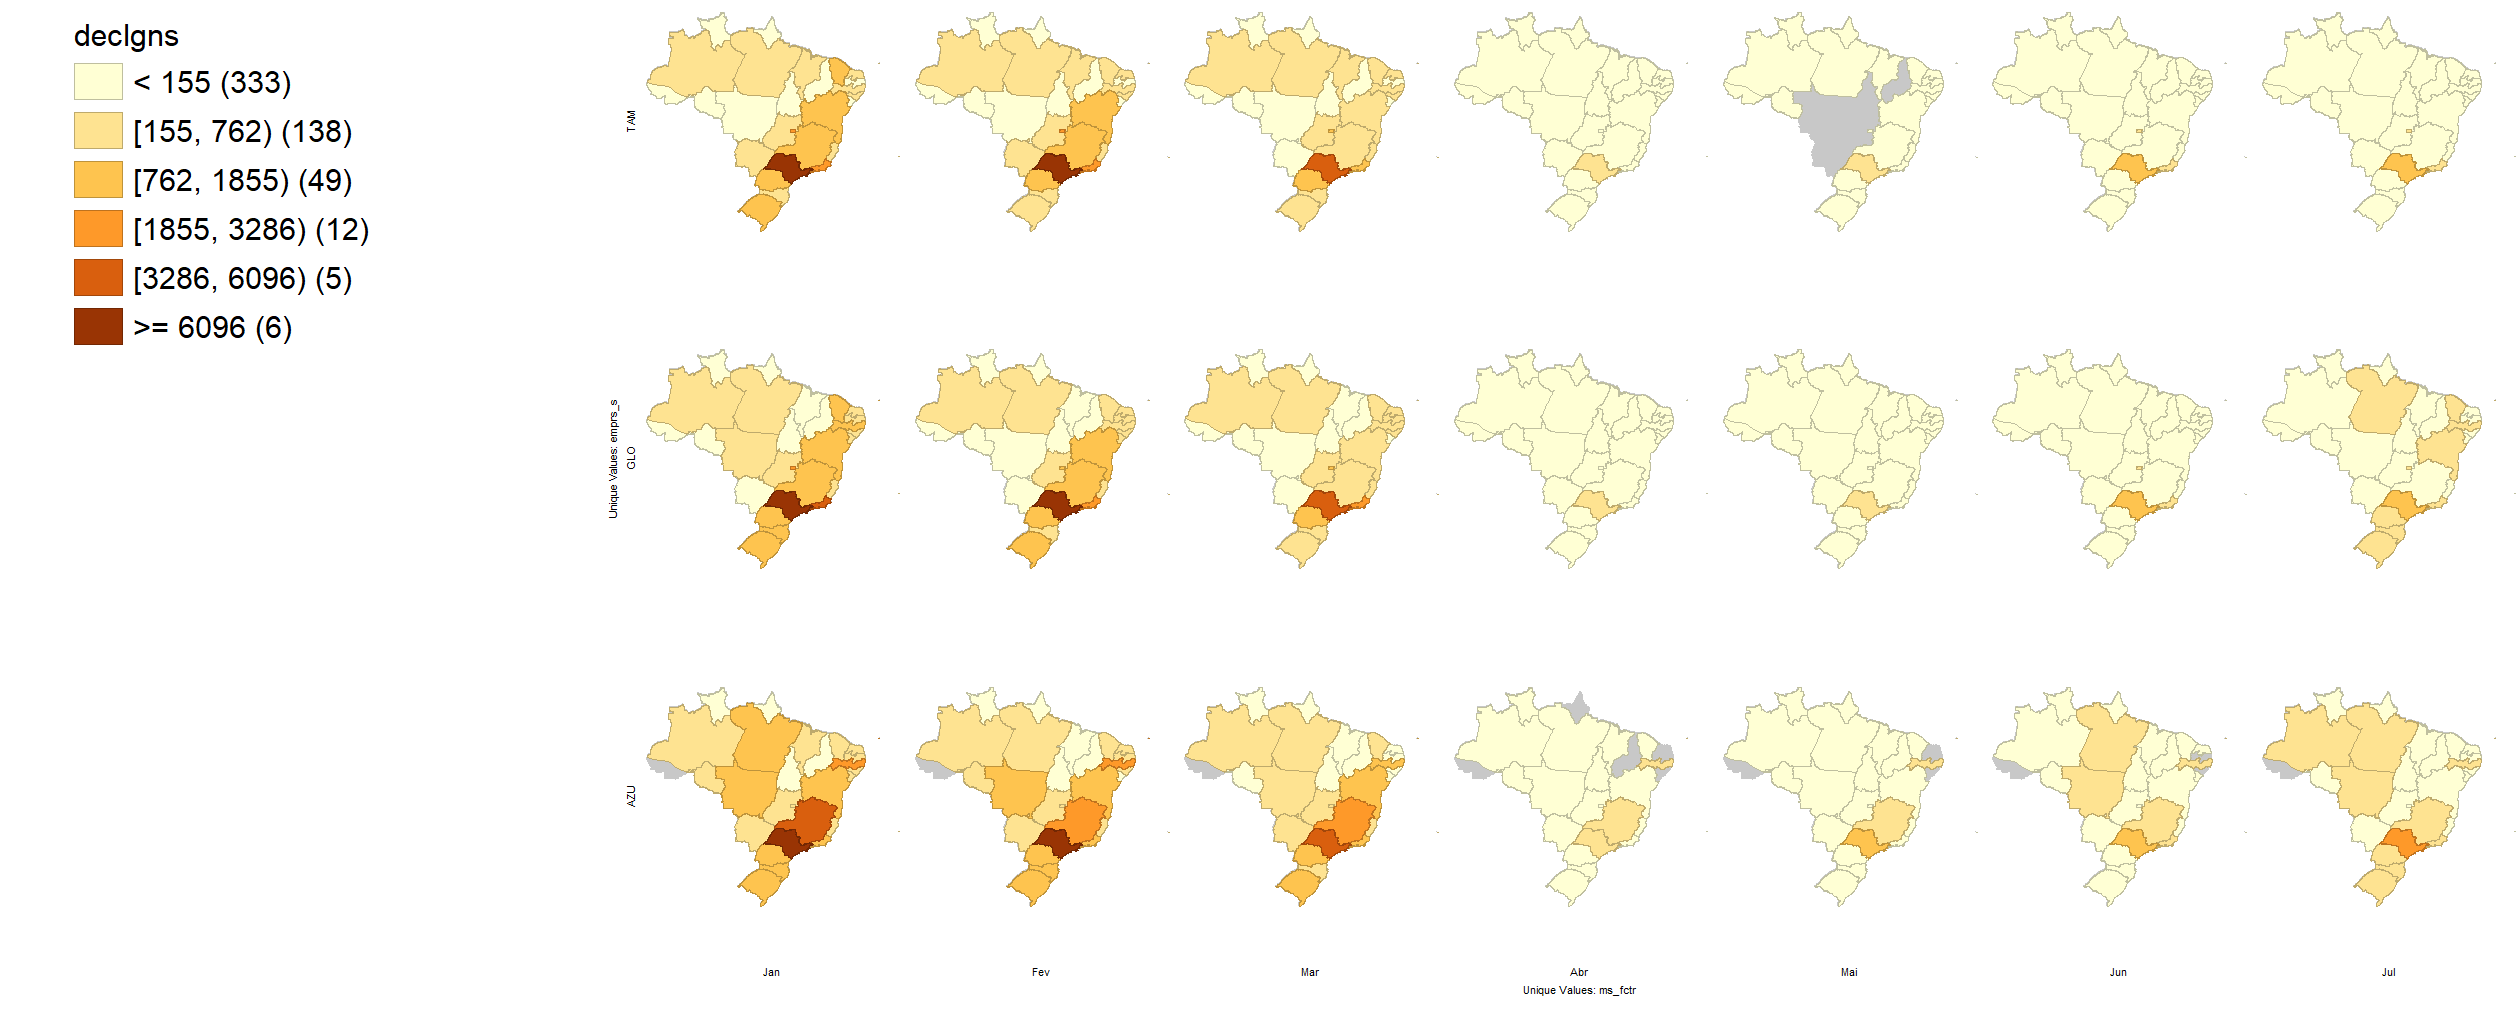 declgns
< 155 (333)
[155, 762) (138)
[762, 1855) (49)
[1855, 3286) (12)
[3286, 6096) (5)
>= 6096 (6)
TAM
Unique Values: emprs_s
GLO
AZU
Jan
Fev
Mar
Abr
Mai
Jun
Jul
Unique Values: ms_fctr